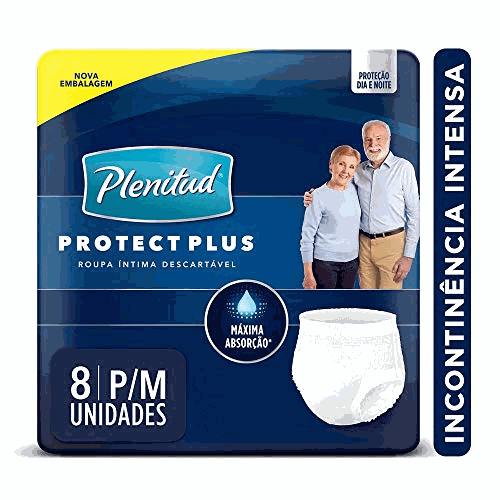 NOVA
EMBALAGEM
PROTEÇÃO
DIA E NOITE
Plenitud
PROTECT PLUS
ROUPA ÍNTIMA DESCARTÁVEL
MÁXIMA
ABSORÇÃO*
8 P/M
UNIDADES
INCONTINÊNCIA INTENSA